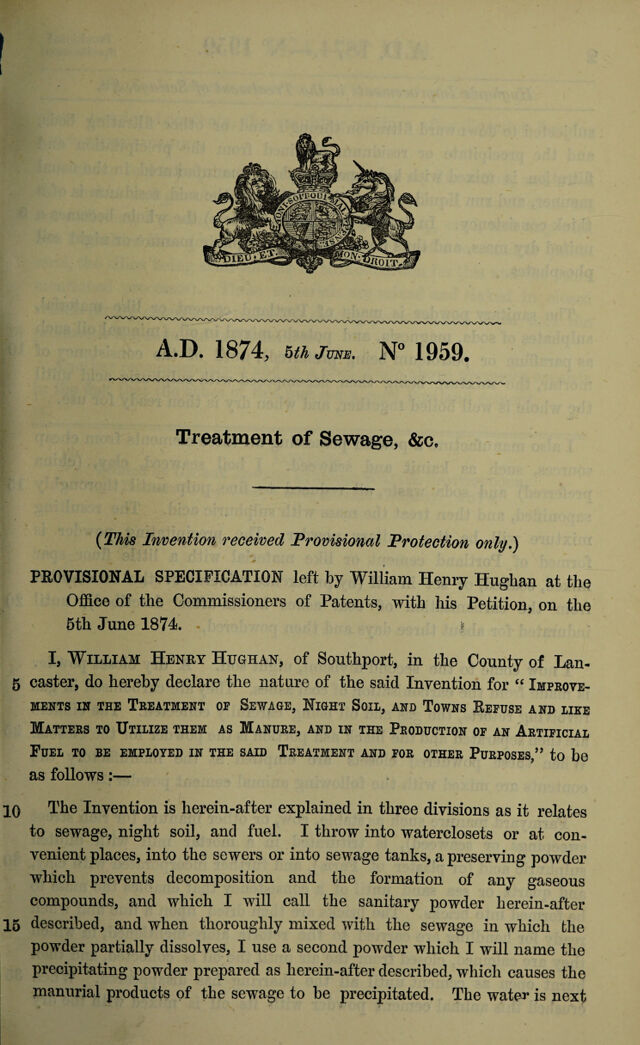 HONI.SOIT.QUI.MAL.Y.PENSE
DIEU.ET. MON.DROIT.
A.D. 1874, 5th JUNE. No 1959.
Treatment of Sewage, &c.
(This Invention received Provisional Protection only.)
PROVISIONAL SPECIFICATION left by William Henry Hughan at the
Office of the Commissioners of Patents, with his Petition, on the
5th June 1874.
I, WILLIAM HENRY HUGHAN, of Southport, in the County of Lan-
5 caster, do hereby declare the nature of the said Invention for “ IMPROVE-
MENTS IN THE TREATMENT OF SEWAGE, NIGHT SOIL, AND TOWNS REFUSE AND LIKE
MATTERS TO UTILIZE THEM AS MANURE, AND IN THE PRODUCTION OF AN ARTIFICIAL
FUEL TO BE EMPLOYED IN THE SAID TREATMENT AND FOR OTHER PURPOSES,” to be
as follows :—
10 The Invention is herein-after explained in three divisions as it relates
to sewage, night soil, and fuel. I throw into waterclosets or at con-
venient places, into the sewers or into sewage tanks, a preserving powder
which prevents decomposition and the formation of any gaseous
compounds, and which I will call the sanitary powder herein-after
15 described, and when thoroughly mixed with the sewage in which the
powder partially dissolves, I use a second powder which I will name the
precipitating powder prepared as herein-after described, which causes the
manurial products of the sewage to be precipitated. The water is next